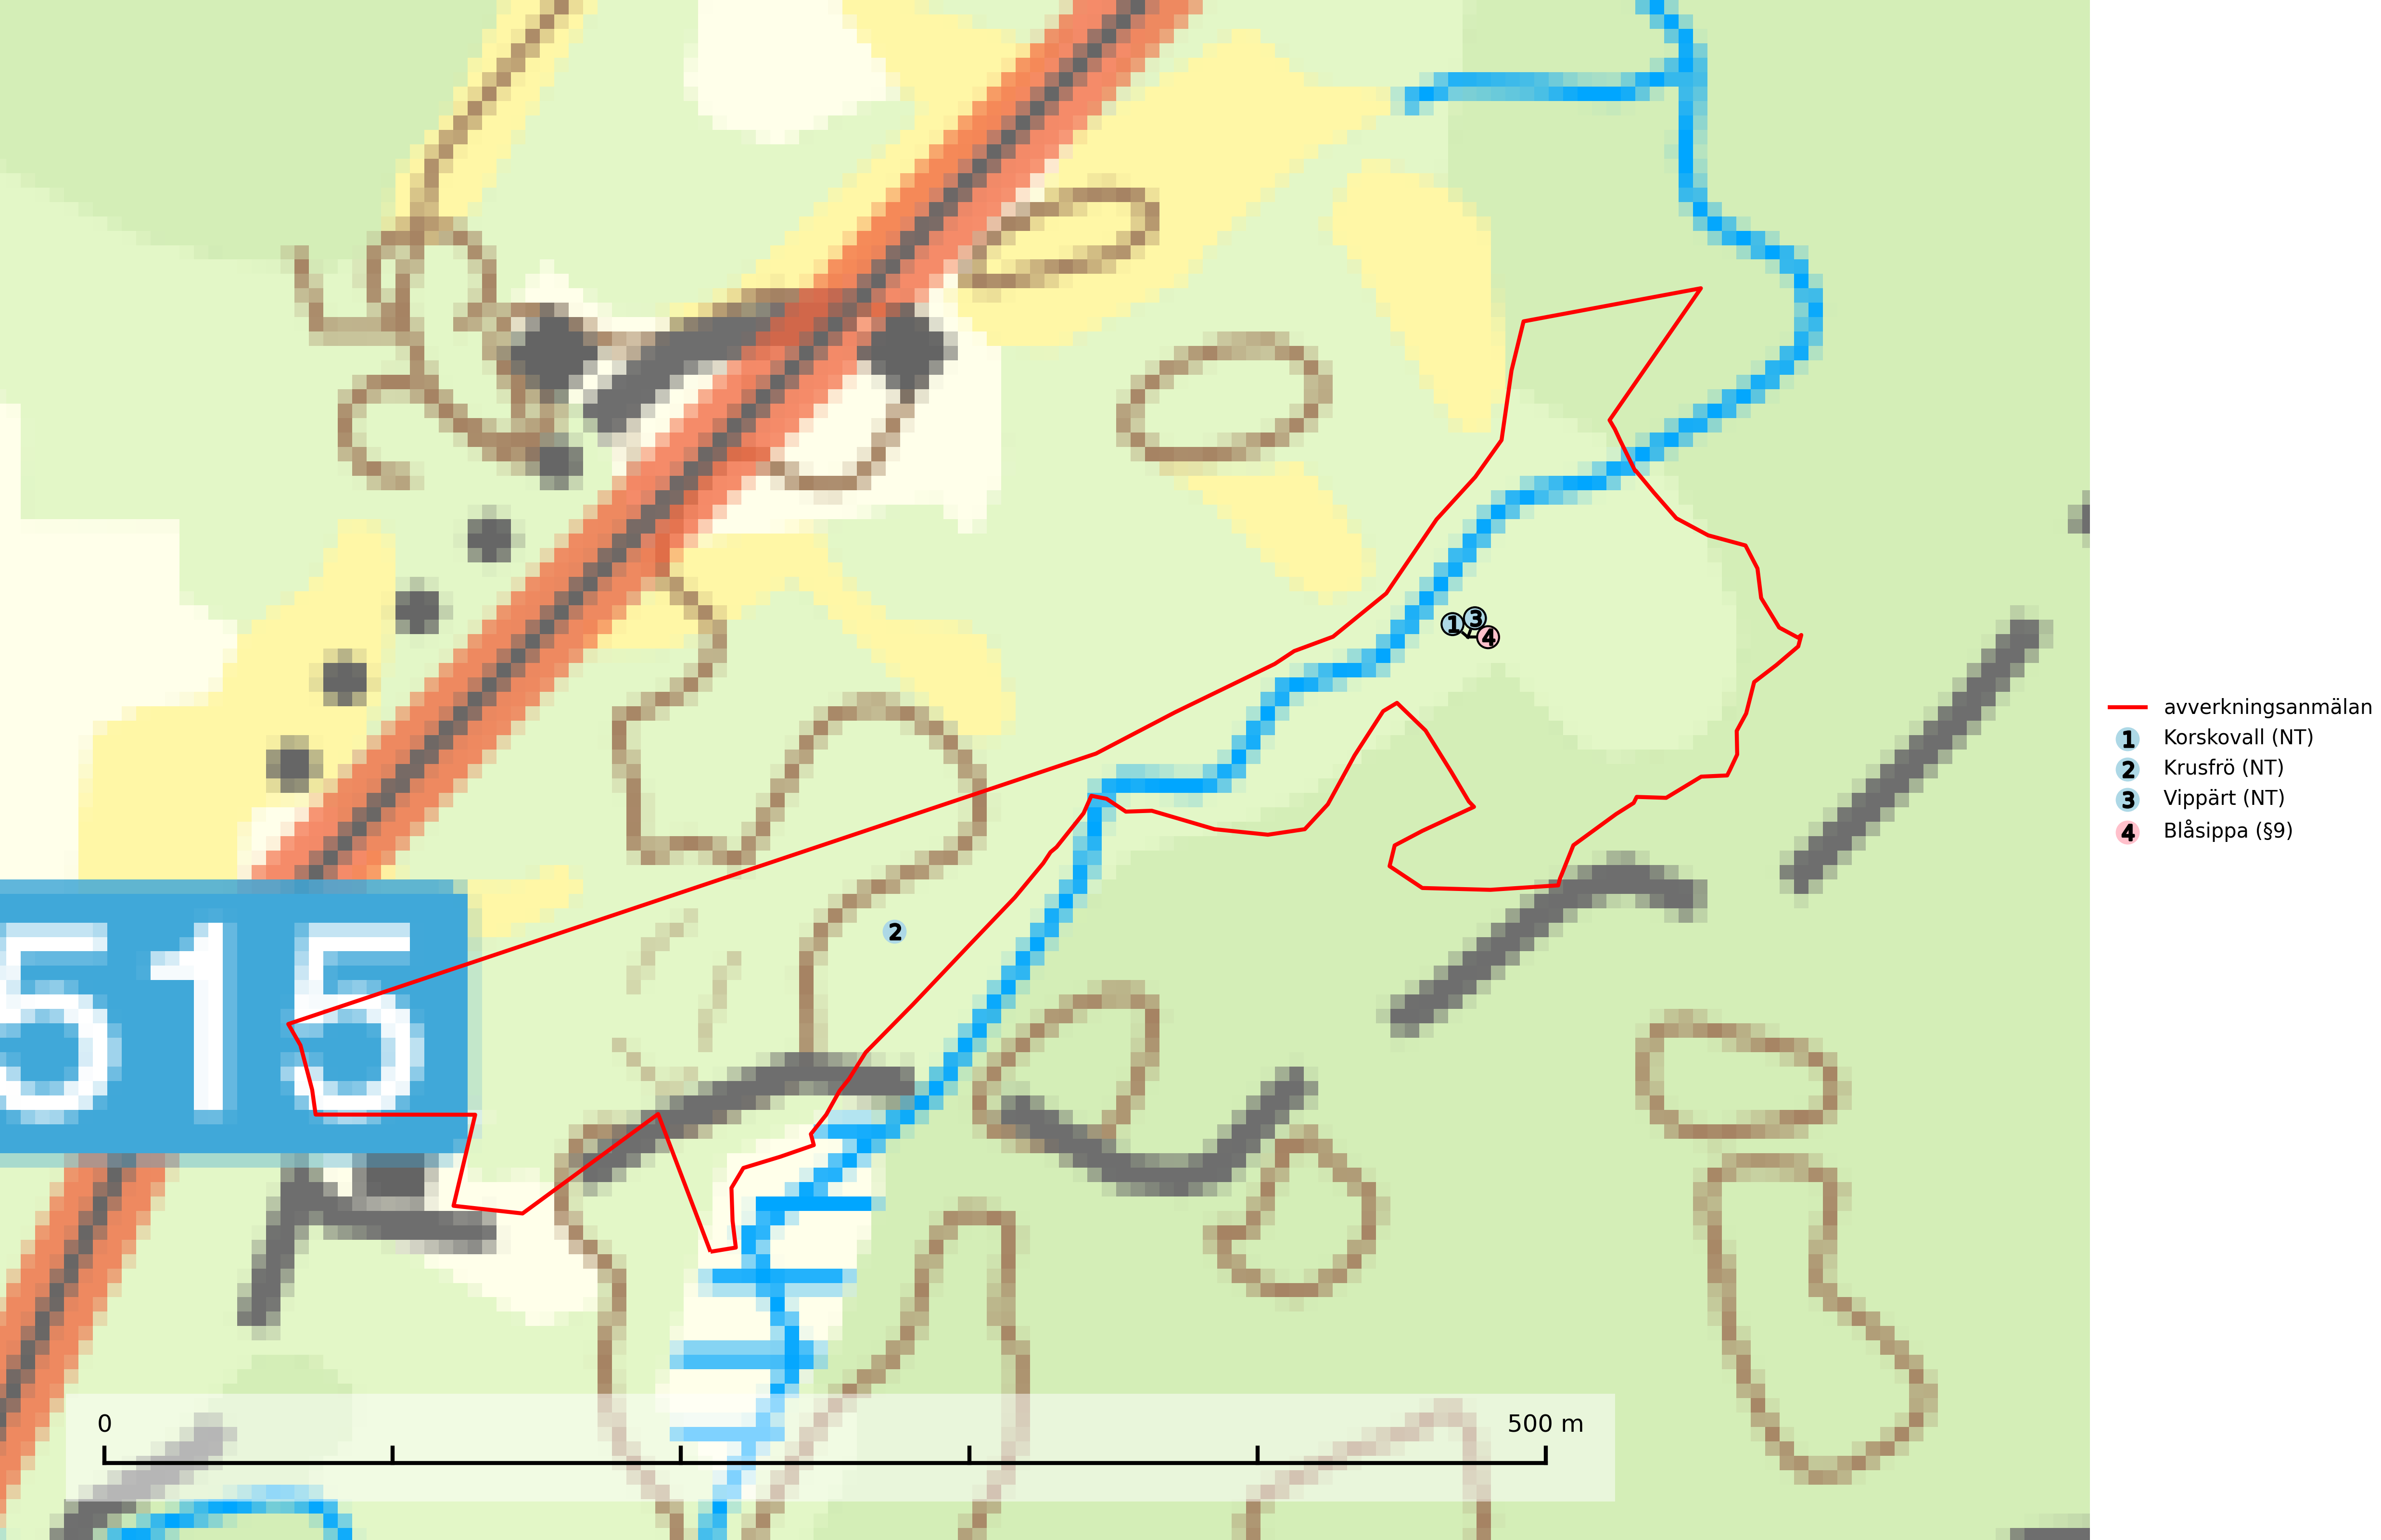 1
3
4
2
515
0
500 m
avverkningsanmälan
1 Korskovall (NT)
2 Krusfrö (NT)
3 Vippärt (NT)
4 Blåsippa (§9)